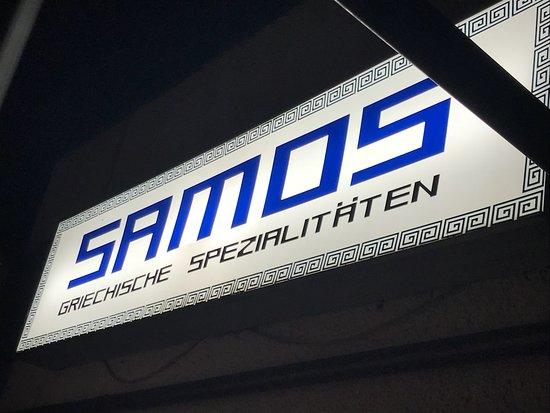 SAMOS
GRIECHISCHE SPEZIALITÄTEN